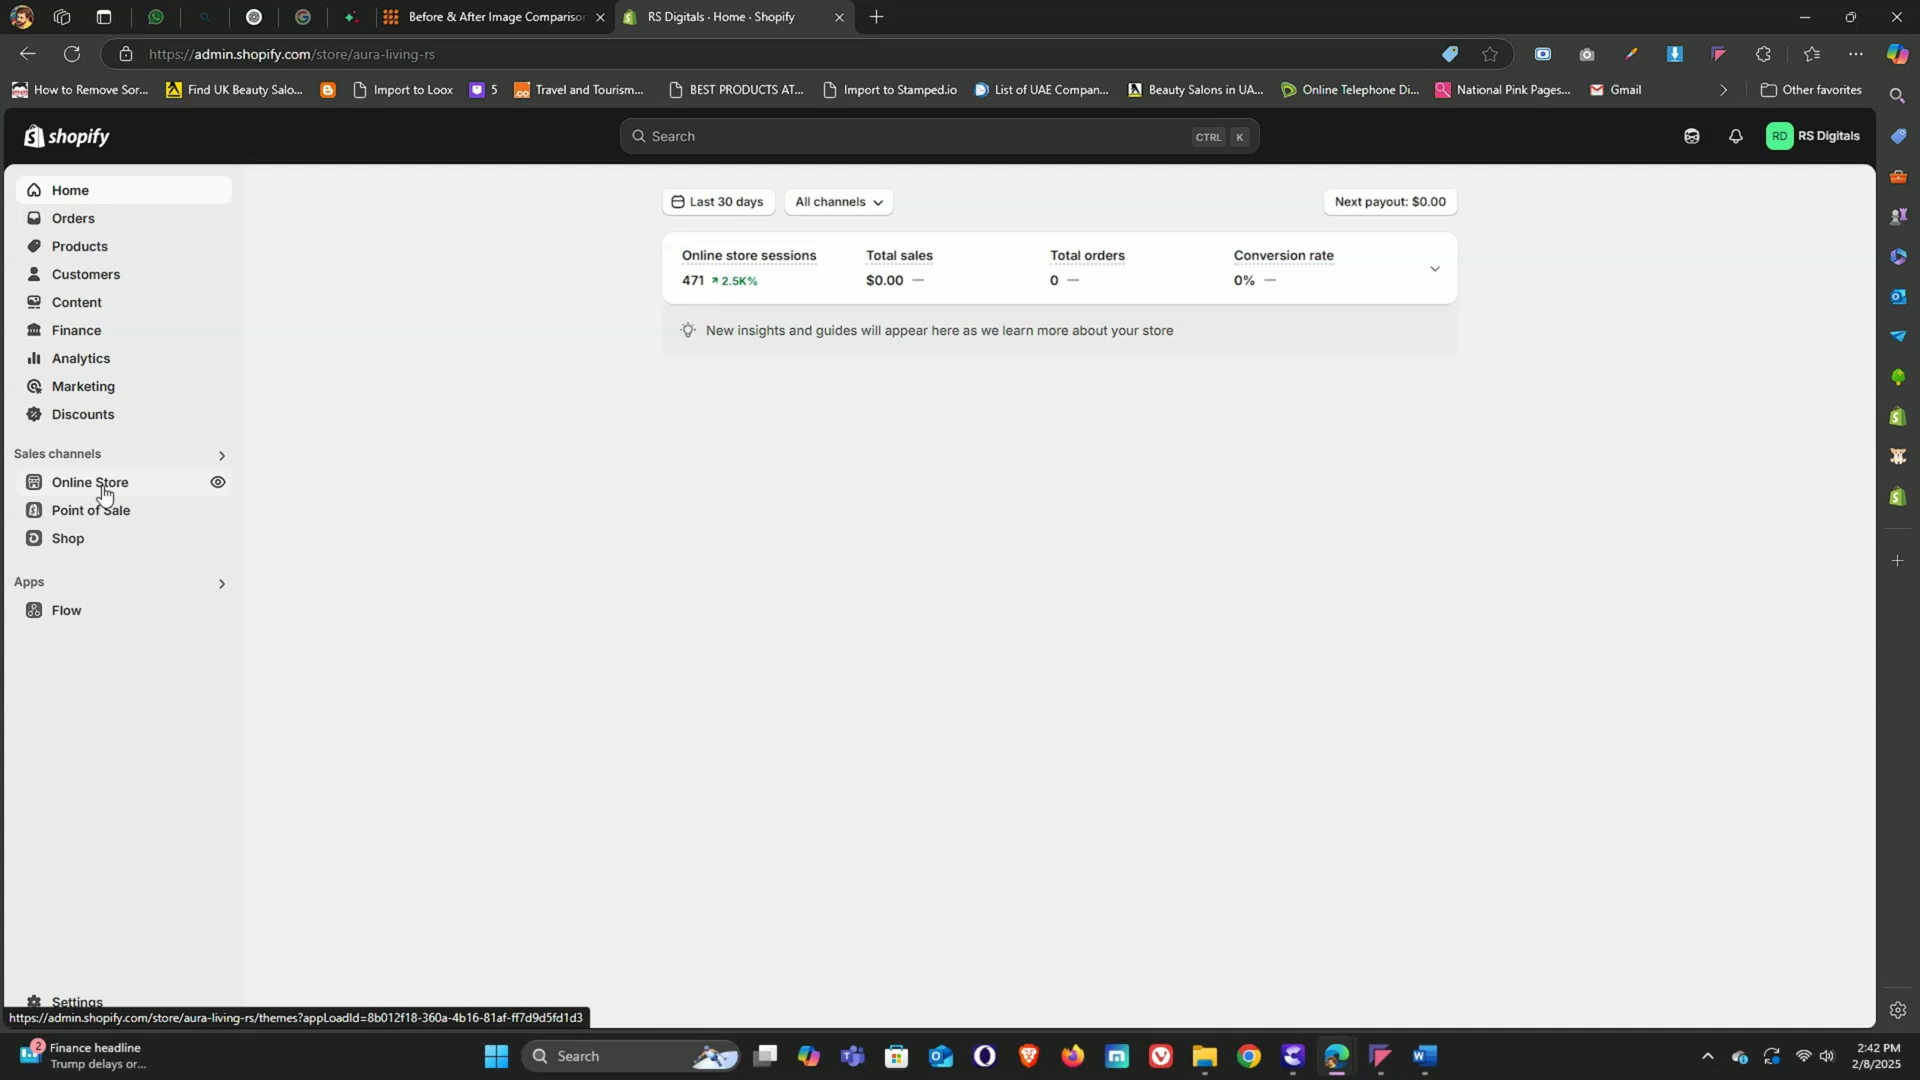 Before & After Image Comparison
RS Digitals · Home · Shopify
https://admin.shopify.com/store/aura-living-rs
How to Remove Sor...
Find UK Beauty Salo...
Import to Loox
5
Travel and Tourism...
BEST PRODUCTS AT...
Import to Stamped.io
List of UAE Compan...
Beauty Salons in UA...
Online Telephone Di...
National Pink Pages...
Gmail
Other favorites
shopify
Search
CTRL K
RD RS Digitals
Home
Orders
Products
Customers
Content
Finance
Analytics
Marketing
Discounts
Sales channels
Online Store
Point of Sale
Shop
Apps
Flow
Settings
Last 30 days
All channels
Next payout: $0.00
Online store sessions
471 2.5K%
Total sales
$0.00 —
Total orders
0 —
Conversion rate
0% —
New insights and guides will appear here as we learn more about your store
https://admin.shopify.com/store/aura-living-rs/themes?appLoadId=8b012f18-360a-4b16-81af-ff7d9d5fd1d3
2
Finance headline
Trump delays or...
Search
2:42 PM
2/8/2025